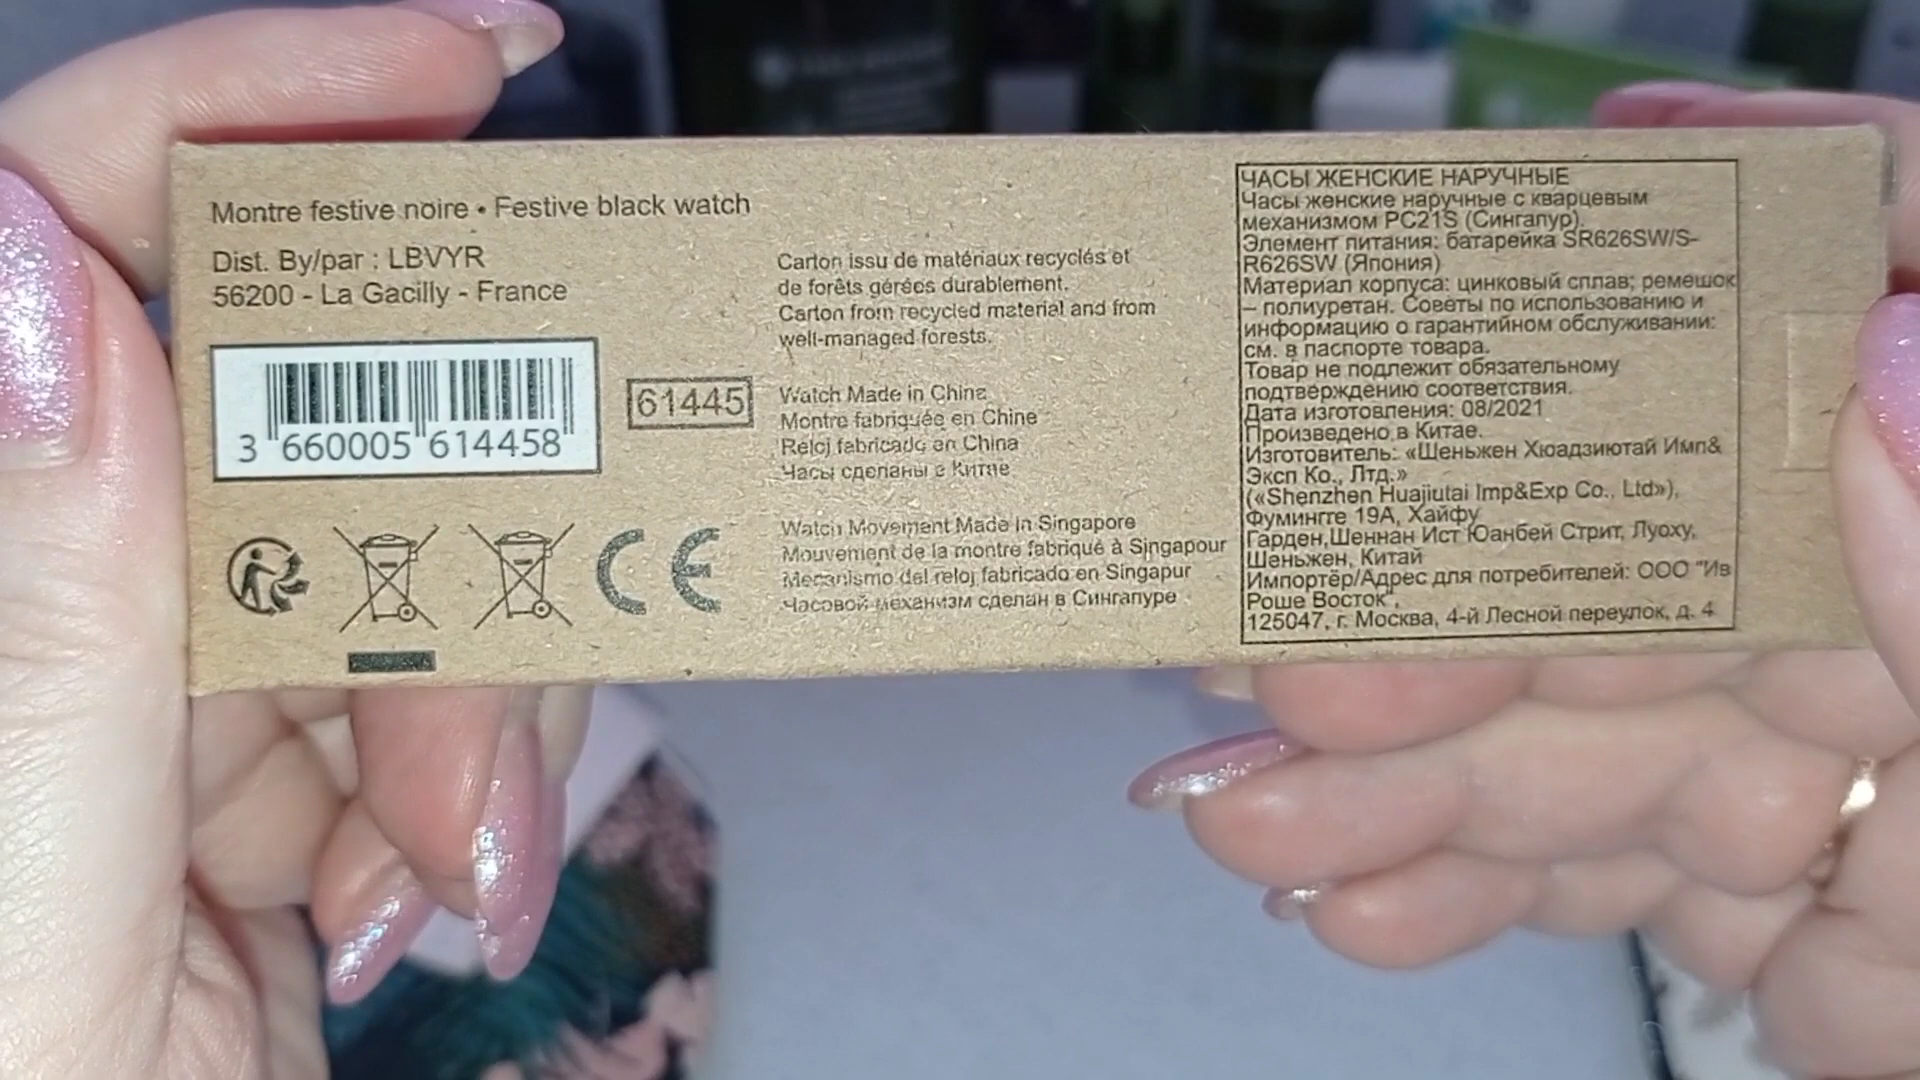 Montre festive noire • Festive black watch
Dist. By/par : LBVYR
56200 - La Gacilly - France
3 660005 614458
61445
CE
Carton issu de matériaux recyclés et
de forêts gérées durablement.
Carton from recycled material and from
well-managed forests.
Watch Made in China
Montre fabriquée en Chine
Reloj fabricado en China
Часы сделаны в Китае
Watch Movement Made in Singapore
Mouvement de la montre fabriqué à Singapour
Mecanismo del reloj fabricado en Singapur
Часовой механизм сделан в Сингапуре
ЧАСЫ ЖЕНСКИЕ НАРУЧНЫЕ
Часы женские наручные с кварцевым
механизмом PC21S (Сингапур).
Элемент питания: батарейка SR626SW/S-
R626SW (Япония)
Материал корпуса: цинковый сплав; ремешок
– полиуретан. Советы по использованию и
информацию о гарантийном обслуживании:
см. в паспорте товара.
Товар не подлежит обязательному
подтверждению соответствия.
Дата изготовления: 08/2021
Произведено в Китае.
Изготовитель: «Шеньжен Хюадзиютай Имп&
Эксп Ко., Лтд.»
(«Shenzhen Huajiutai Imp&Exp Co., Ltd»),
Фумингге 19А, Хайфу
Гарден,Шеннан Ист Юанбей Стрит, Луоху,
Шеньжен, Китай
Импортёр/Адрес для потребителей: ООО "Ив
Роше Восток",
125047, г. Москва, 4-й Лесной переулок, д. 4